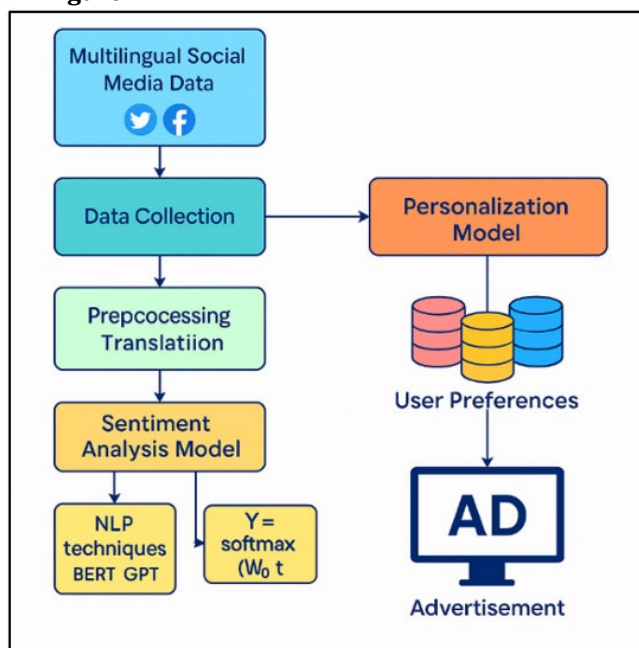 Multilingual Social
Media Data
Data Collection
Personalization
Model
Prepcocessing
Translatiion
Sentiment
Analysis Model
NLP
techniques
BERT GPT
Y =
softmax
(W₀ t
User Preferences
AD
Advertisement